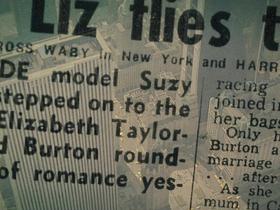 Liz flies t
ROSS WABY in New York and HARR
DE model Suzy
stepped on to the
Elizabeth Taylor-
d Burton round-
of romance yes-
racing
joined i
her bags
Only h
Burton a
marriage
... after
As she
mum in C